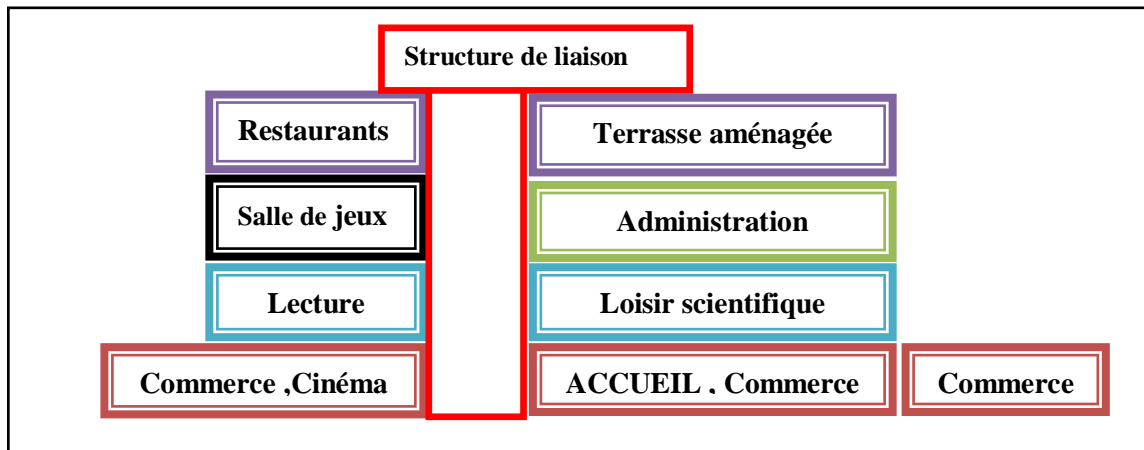 Structure de liaison
Restaurants
Terrasse aménagée
Salle de jeux
Administration
Lecture
Loisir scientifique
Commerce ,Cinéma
ACCUEIL , Commerce
Commerce